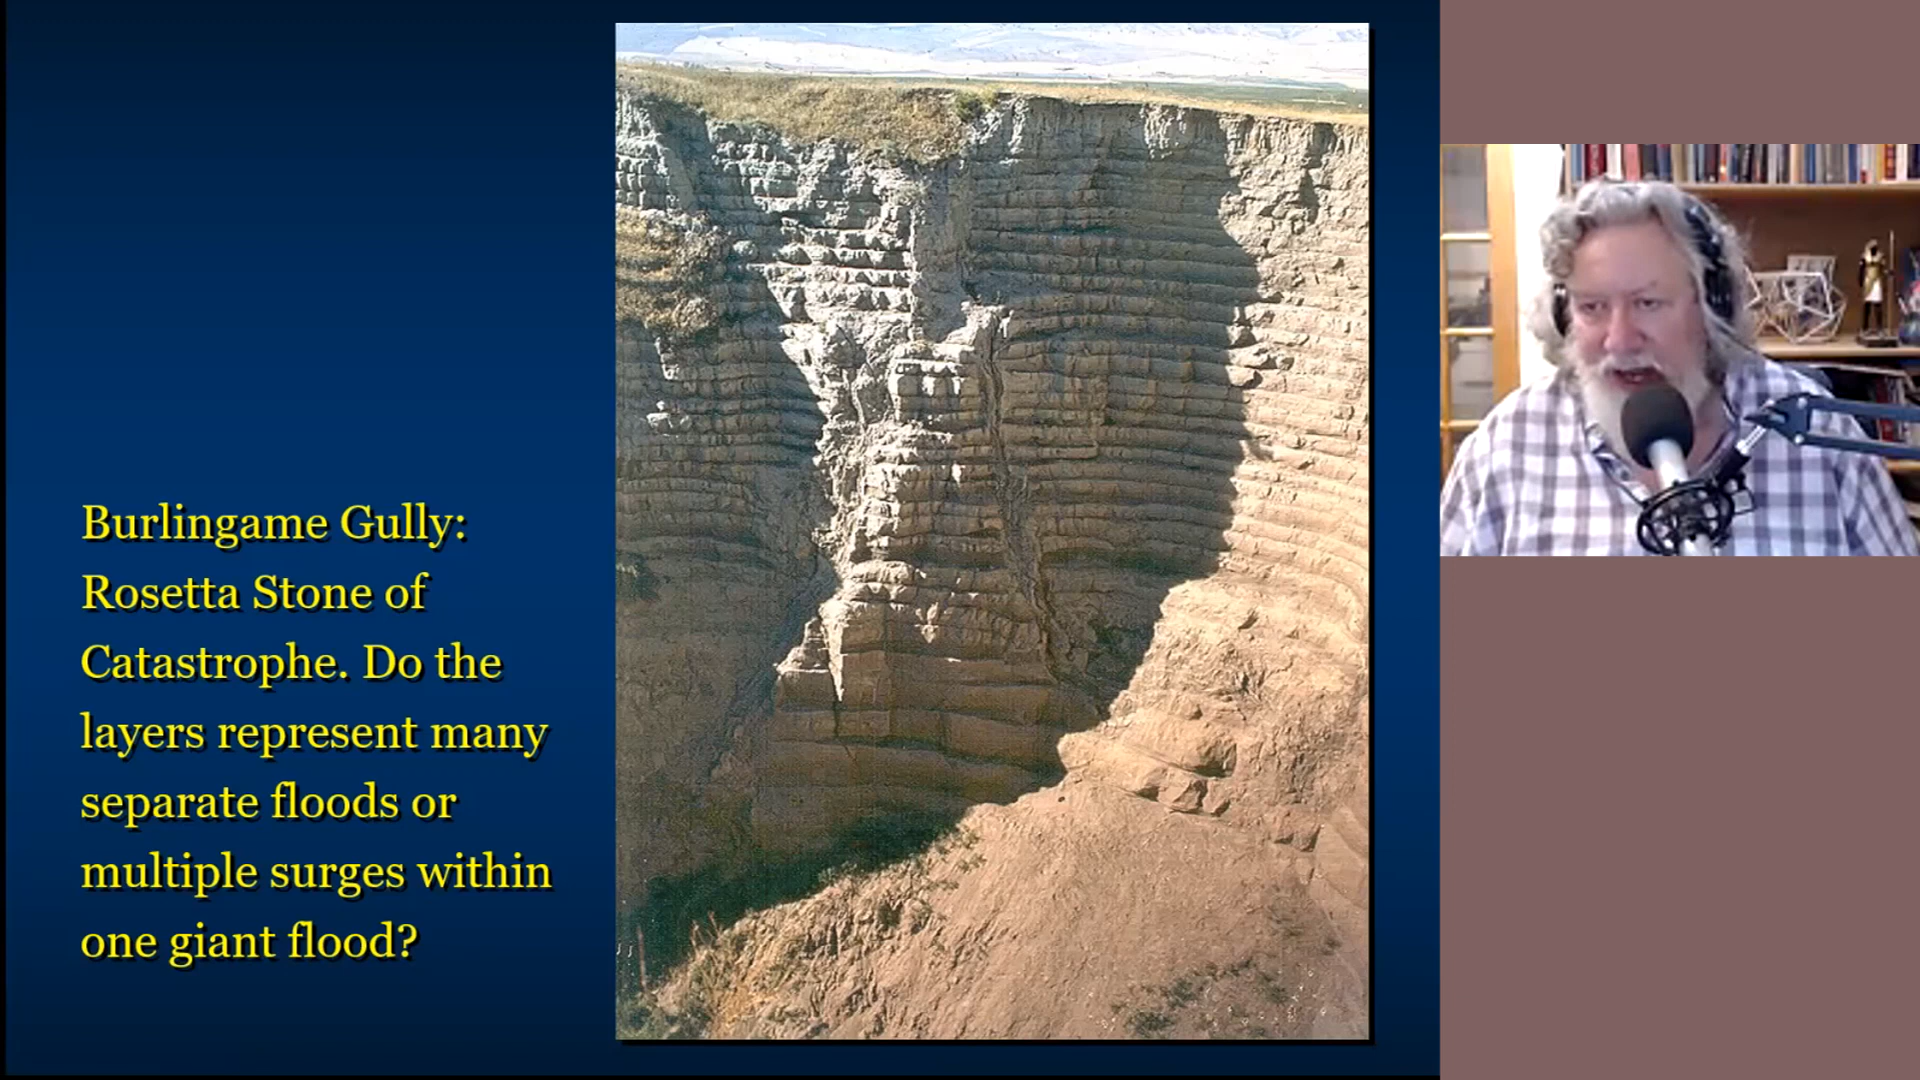 Burlingame Gully:
Rosetta Stone of
Catastrophe. Do the
layers represent many
separate floods or
multiple surges within
one giant flood?